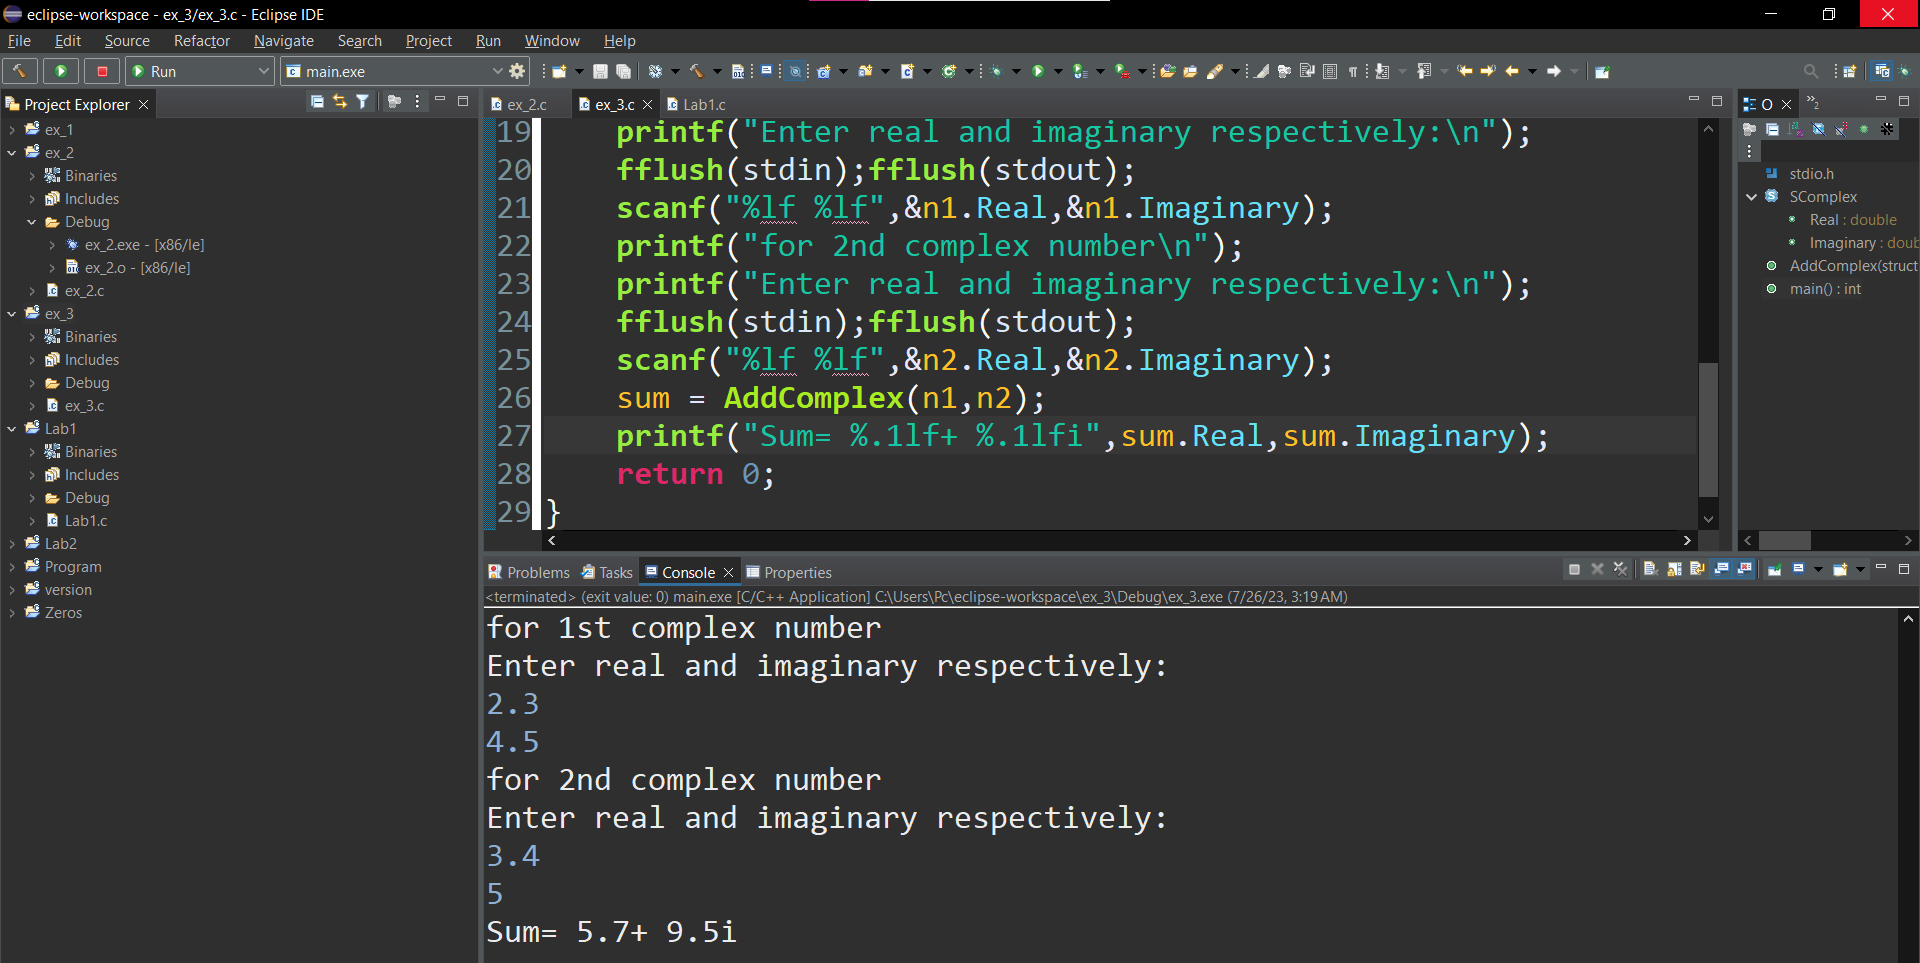 eclipse-workspace - ex_3/ex_3.c - Eclipse IDE
File Edit Source Refactor Navigate Search Project Run Window Help
Run main.exe
Project Explorer
ex_1
ex_2
Binaries
Includes
Debug
ex_2.exe - [x86/le]
ex_2.o - [x86/le]
ex_2.c
ex_3
Binaries
Includes
Debug
ex_3.c
Lab1
Binaries
Includes
Debug
Lab1.c
Lab2
Program
version
Zeros
ex_2.c ex_3.c Lab1.c
19 printf("Enter real and imaginary respectively:\n");
20 fflush(stdin);fflush(stdout);
21 scanf("%lf %lf",&n1.Real,&n1.Imaginary);
22 printf("for 2nd complex number\n");
23 printf("Enter real and imaginary respectively:\n");
24 fflush(stdin);fflush(stdout);
25 scanf("%lf %lf",&n2.Real,&n2.Imaginary);
26 sum = AddComplex(n1,n2);
27 printf("Sum= %.1lf+ %.1lfi",sum.Real,sum.Imaginary);
28 return 0;
29 }
O »2
stdio.h
SComplex
Real : double
Imaginary : doub
AddComplex(struct
main() : int
Problems Tasks Console Properties
<terminated> (exit value: 0) main.exe [C/C++ Application] C:\Users\Pc\eclipse-workspace\ex_3\Debug\ex_3.exe (7/26/23, 3:19 AM)
for 1st complex number
Enter real and imaginary respectively:
2.3
4.5
for 2nd complex number
Enter real and imaginary respectively:
3.4
5
Sum= 5.7+ 9.5i